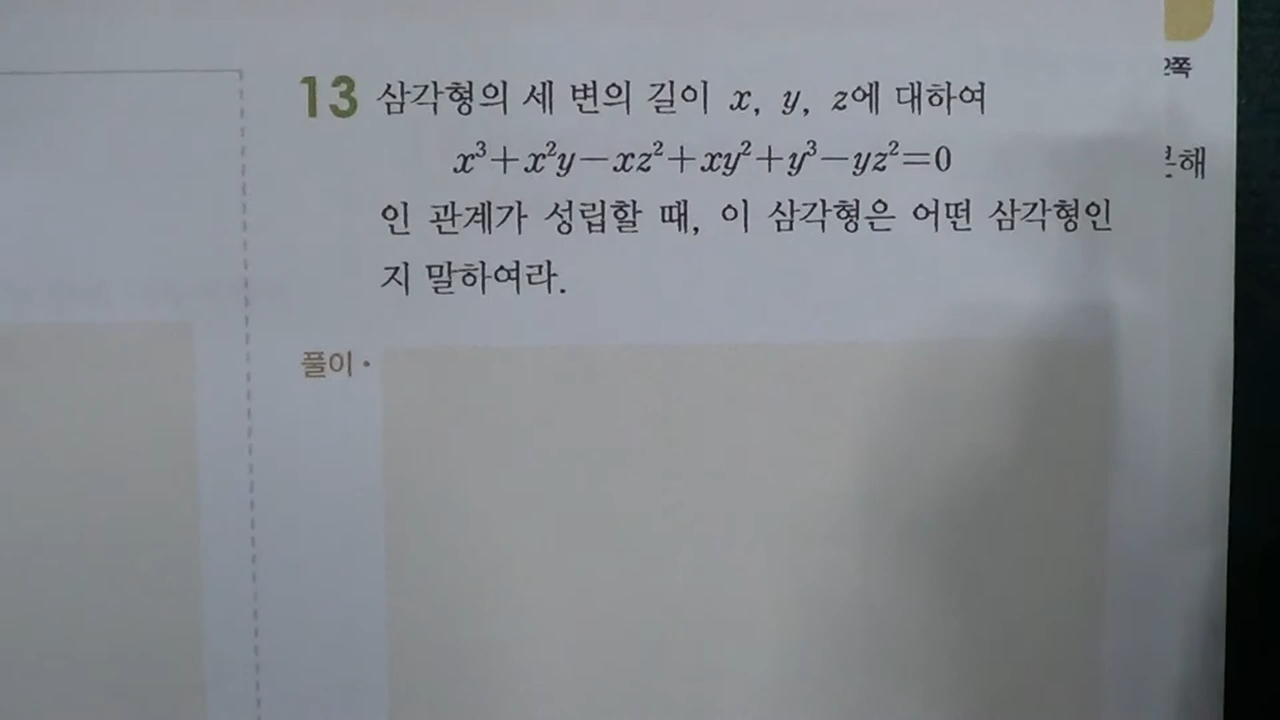 13 삼각형의 세 변의 길이 x, y, z에 대하여
x³+x²y-xz²+xy²+y³-yz²=0
인 관계가 성립할 때, 이 삼각형은 어떤 삼각형인
지 말하여라.
풀이·
쪽
해